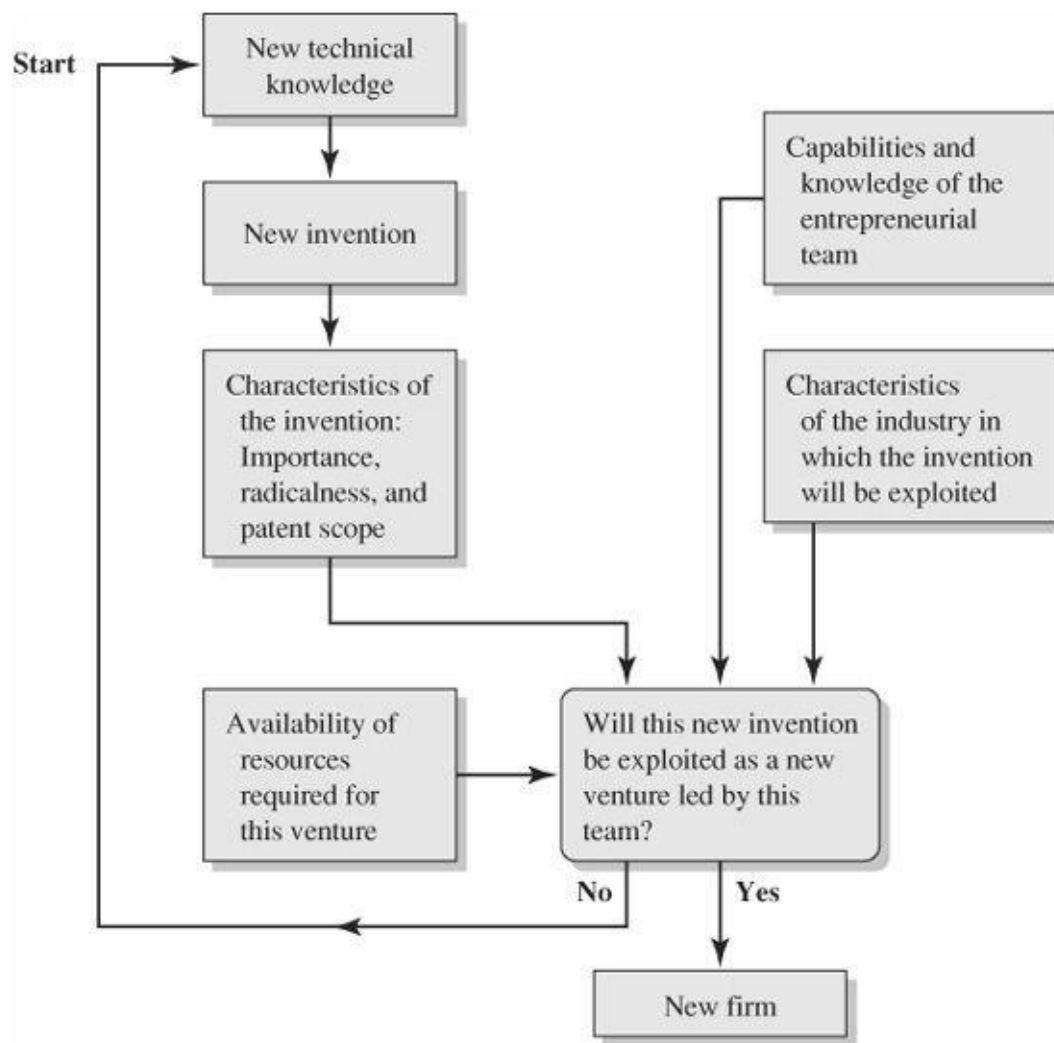 Start
New technical
knowledge
New invention
Characteristics of
the invention:
Importance,
radicalness, and
patent scope
Capabilities and
knowledge of the
entrepreneurial
team
Characteristics
of the industry in
which the invention
will be exploited
Availability of
resources
required for
this venture
Will this new invention
be exploited as a new
venture led by this
team?
No
Yes
New firm